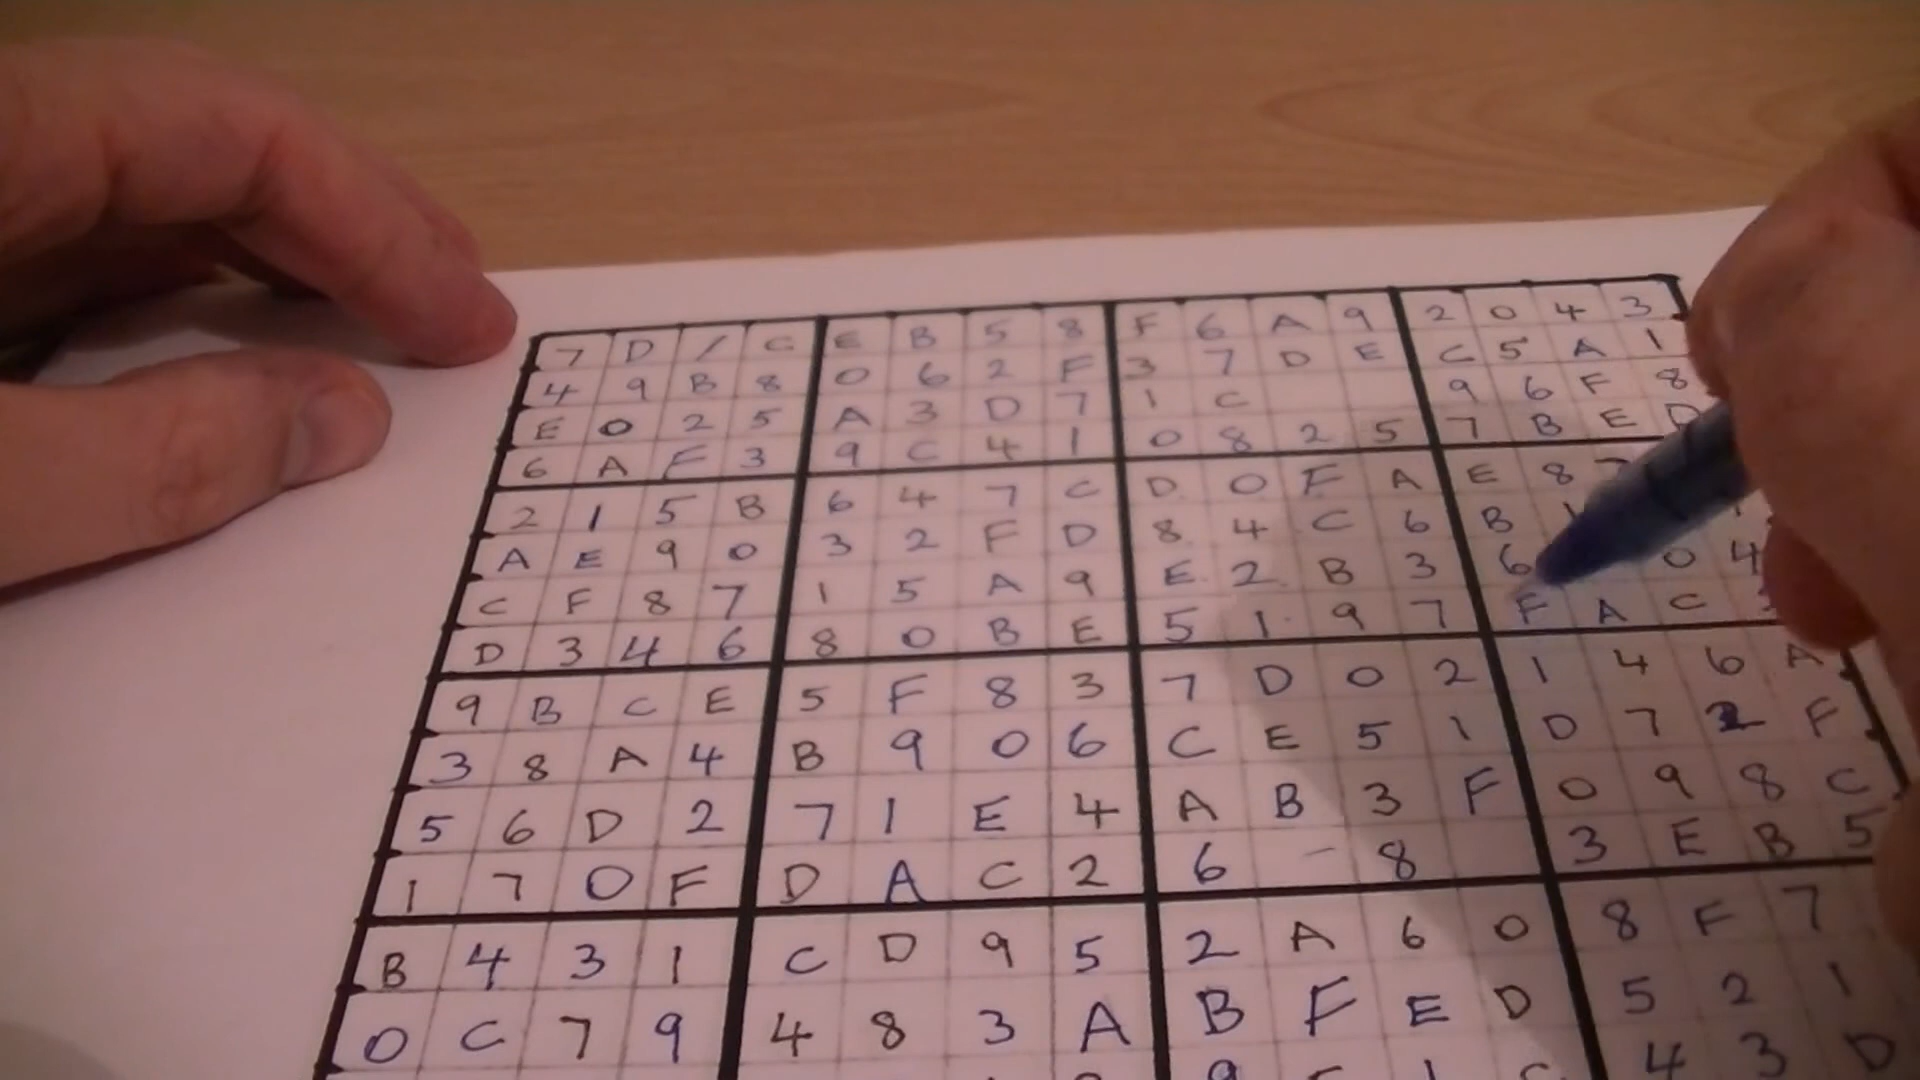 7 D 1 C E B 5 8 F 6 A 9 2 0 4 3
4 9 B 8 0 6 2 F 3 7 D E C 5 A 1
E 0 2 5 A 3 D 7 1 C 9 6 F 8
6 A F 3 9 C 4 1 0 8 2 5 7 B E D
2 1 5 B 6 4 7 C D 0 F A E 8
A E 9 0 3 2 F D 8 4 C 6 B
C F 8 7 1 5 A 9 E 2 B 3 6 0 4
D 3 4 6 8 0 B E 5 1 9 7 F A C
9 B C E 5 F 8 3 7 D 0 2 1 4 6 A
3 8 A 4 B 9 0 6 C E 5 1 D 7 2 F
5 6 D 2 7 1 E 4 A B 3 F 0 9 8 C
1 7 0 F D A C 2 6 - 8 3 E B 5
B 4 3 1 C D 9 5 2 A 6 0 8 F 7
0 C 7 9 4 8 3 A B F E D 5 2 1
4 3 D